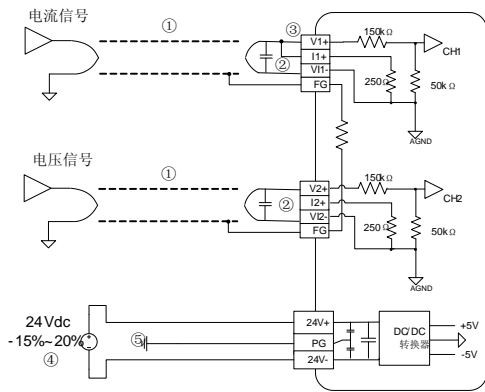 电流信号
①
③
V1+
150kΩ
CH1
I1+
②
VI1-
250Ω
50kΩ
FG
AGND
电压信号
①
V2+
150kΩ
CH2
②
I2+
VI2-
250Ω
50kΩ
FG
AGND
24Vdc
-15%~20%
④
⑤
24V+
PG
24V-
DC/DC
转换器
+5V
-5V